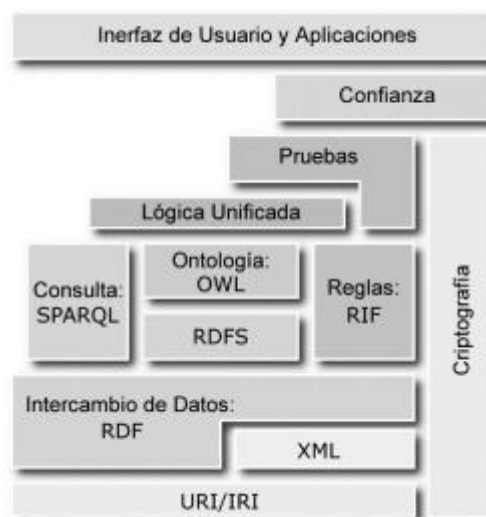 Inerfaz de Usuario y Aplicaciones
Confianza
Pruebas
Lógica Unificada
Consulta:
SPARQL
Ontología:
OWL
RDFS
Reglas:
RIF
Criptografía
Intercambio de Datos:
RDF
XML
URI/IRI